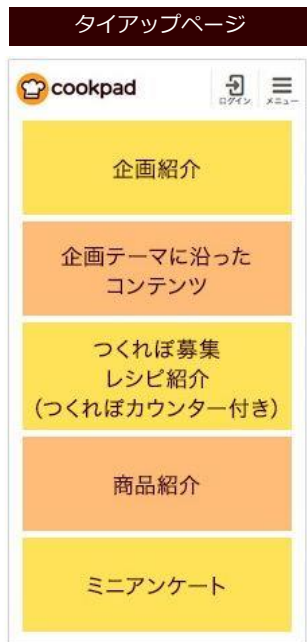 タイアップページ
cookpad
ログイン
メニュー
企画紹介
企画テーマに沿った
コンテンツ
つくれぽ募集
レシピ紹介
(つくれぽカウンター付き)
商品紹介
ミニアンケート